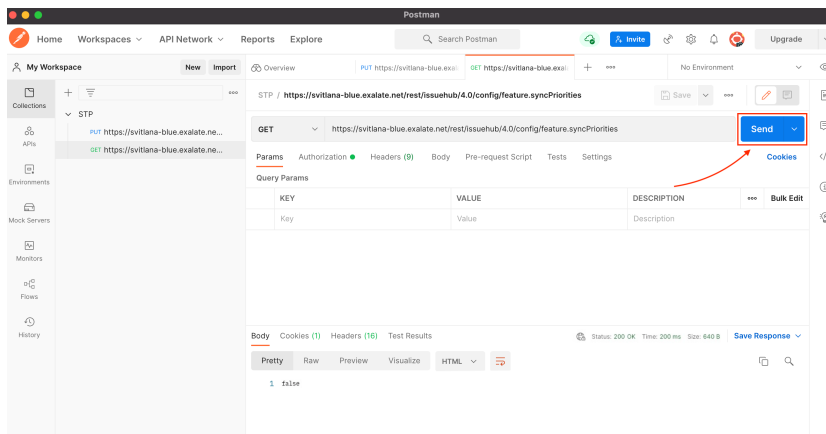 Postman
Home Workspaces API Network Reports Explore Search Postman Invite Upgrade
My Workspace New Import Overview PUT https://svitlana-blue.exal GET https://svitlana-blue.exal No Environment
Collections
STP
PUT https://svitlana-blue.exalate.ne...
GET https://svitlana-blue.exalate.ne...
APIs
Environments
Mock Servers
Monitors
Flows
History
STP / https://svitlana-blue.exalate.net/rest/issuehub/4.0/config/feature.syncPriorities Save
GET https://svitlana-blue.exalate.net/rest/issuehub/4.0/config/feature.syncPriorities Send
Params Authorization Headers (9) Body Pre-request Script Tests Settings Cookies
Query Params
KEY VALUE DESCRIPTION Bulk Edit
Key Value Description
Body Cookies (1) Headers (16) Test Results Status: 200 OK Time: 200 ms Size: 640 B Save Response
Pretty Raw Preview Visualize HTML
1 false